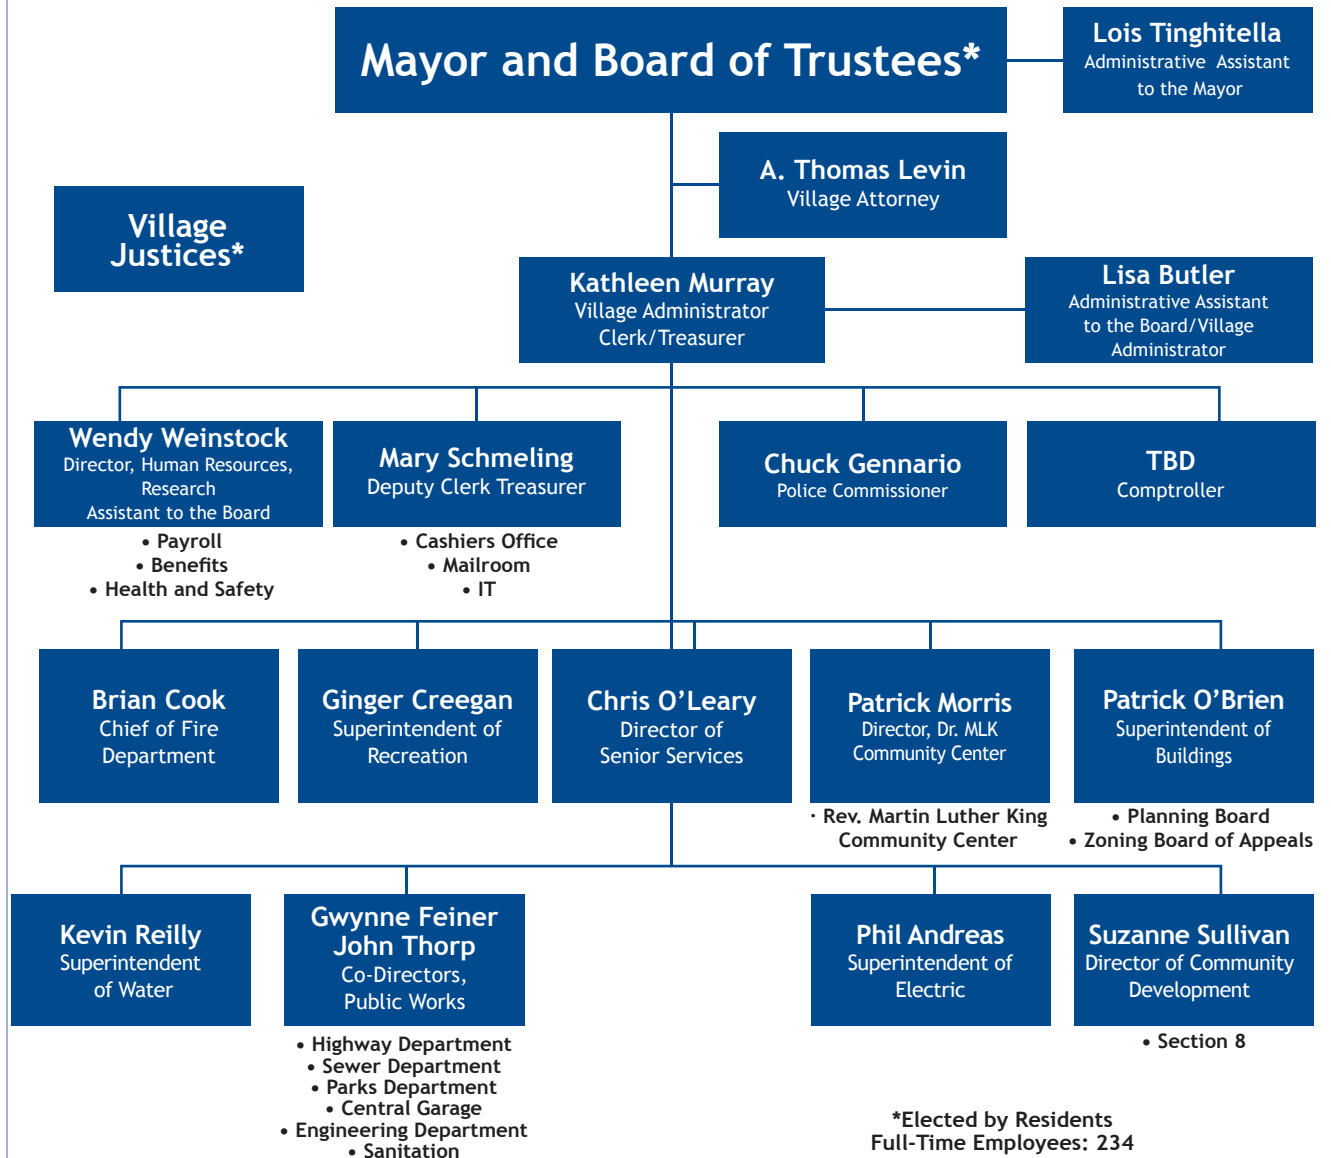 Mayor and Board of Trustees*
Lois Tinghitella
Administrative Assistant
to the Mayor
A. Thomas Levin
Village Attorney
Village
Justices*
Kathleen Murray
Village Administrator
Clerk/Treasurer
Lisa Butler
Administrative Assistant
to the Board/Village
Administrator
Wendy Weinstock
Director, Human Resources,
Research
Assistant to the Board
• Payroll
• Benefits
• Health and Safety
Mary Schmeling
Deputy Clerk Treasurer
• Cashiers Office
• Mailroom
• IT
Chuck Gennario
Police Commissioner
TBD
Comptroller
Brian Cook
Chief of Fire
Department
Ginger Creegan
Superintendent of
Recreation
Chris O’Leary
Director of
Senior Services
Patrick Morris
Director, Dr. MLK
Community Center
· Rev. Martin Luther King
Community Center
Patrick O’Brien
Superintendent of
Buildings
• Planning Board
• Zoning Board of Appeals
Kevin Reilly
Superintendent
of Water
Gwynne Feiner
John Thorp
Co-Directors,
Public Works
• Highway Department
• Sewer Department
• Parks Department
• Central Garage
• Engineering Department
• Sanitation
Phil Andreas
Superintendent of
Electric
Suzanne Sullivan
Director of Community
Development
• Section 8
*Elected by Residents
Full-Time Employees: 234